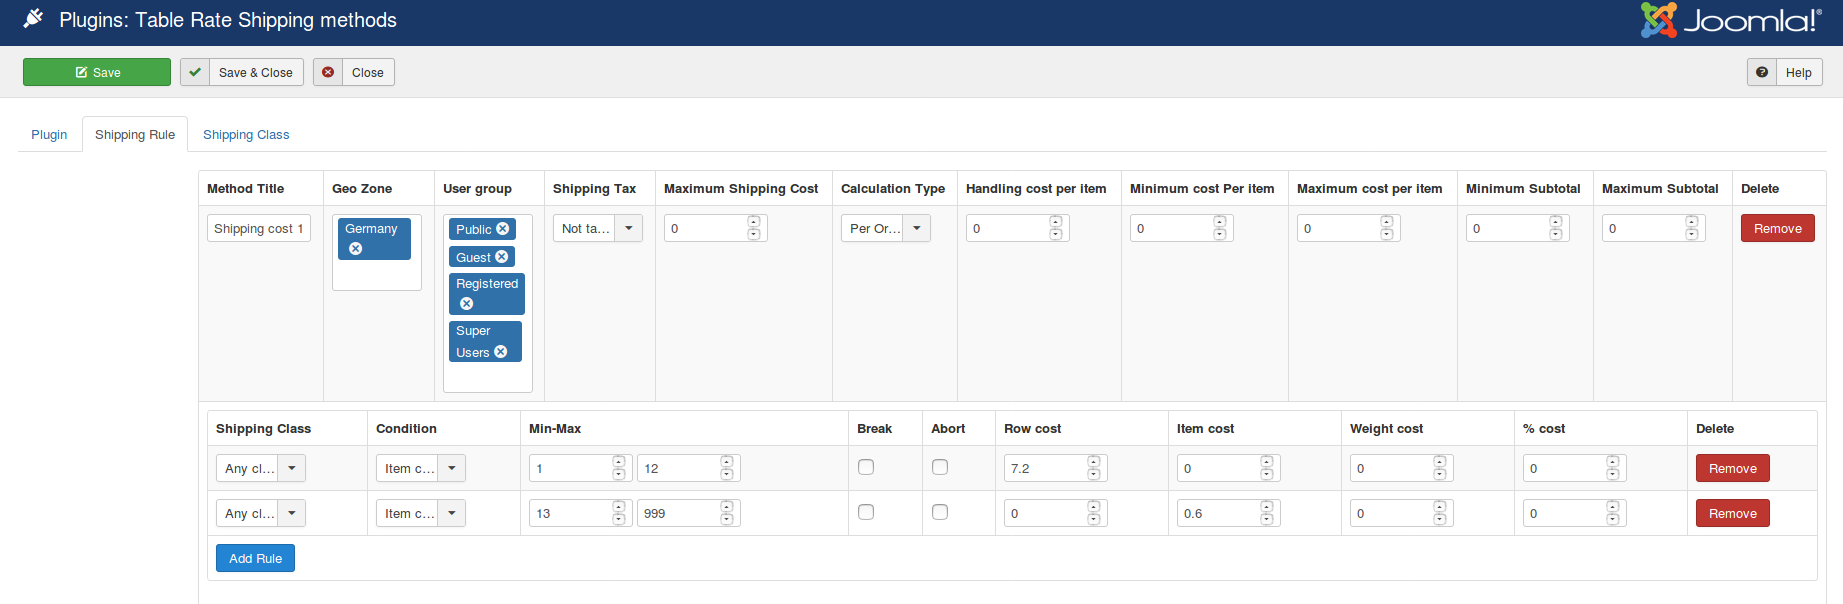 Plugins: Table Rate Shipping methods
Joomla!®
Save
Save & Close
Close
Help
Plugin
Shipping Rule
Shipping Class
Method Title Geo Zone User group Shipping Tax Maximum Shipping Cost Calculation Type Handling cost per item Minimum cost Per item Maximum cost per item Minimum Subtotal Maximum Subtotal Delete
Shipping cost 1 Germany Public Not ta... 0 Per Or... 0 0 0 0 0 Remove
Guest
Registered
Super
Users
Shipping Class Condition Min-Max Break Abort Row cost Item cost Weight cost % cost Delete
Any cl... Item c... 1 12 7.2 0 0 0 Remove
Any cl... Item c... 13 999 0 0.6 0 0 Remove
Add Rule